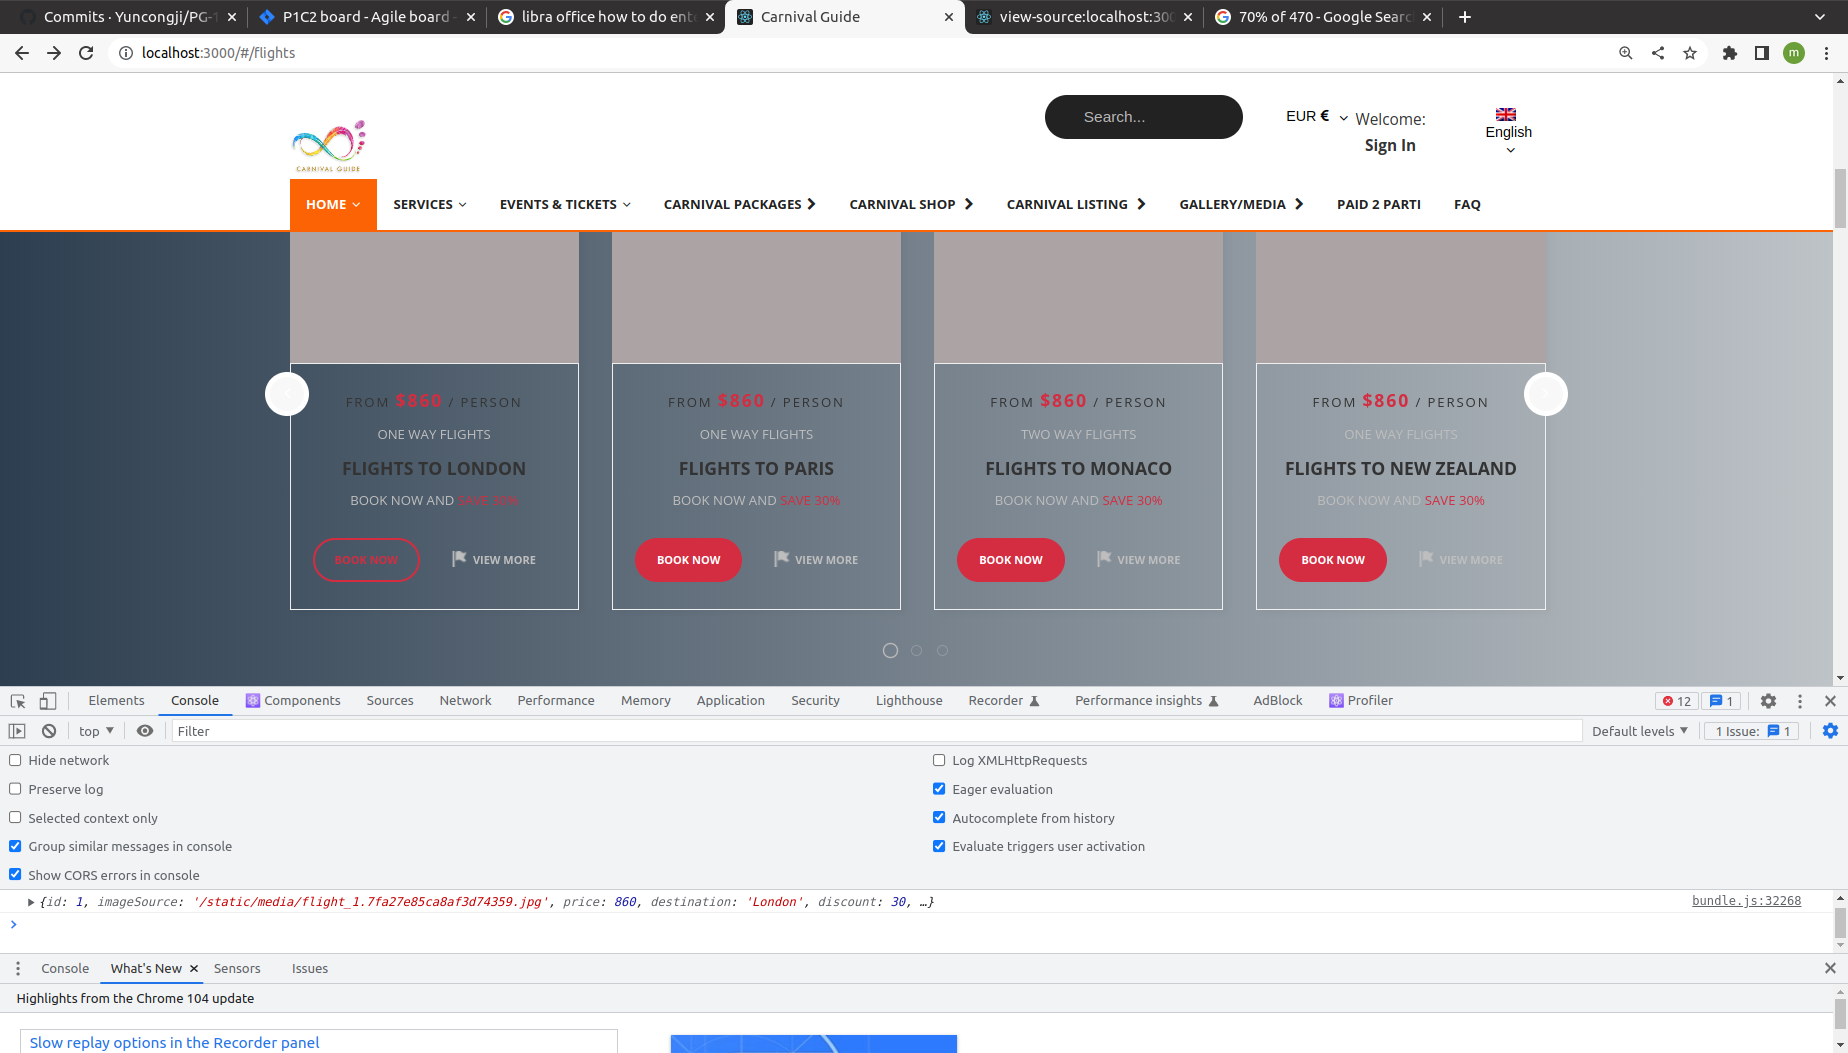 Commits · Yuncongji/PG-1
P1C2 board - Agile board -
libra office how to do ent
Carnival Guide
view-source:localhost:300
70% of 470 - Google Searc
localhost:3000/#/flights
m
Search...
EUR €
Welcome:
Sign In
English
CARNIVAL GUIDE
HOME
SERVICES
EVENTS & TICKETS
CARNIVAL PACKAGES
CARNIVAL SHOP
CARNIVAL LISTING
GALLERY/MEDIA
PAID 2 PARTI
FAQ
FROM $860 / PERSON
ONE WAY FLIGHTS
FLIGHTS TO LONDON
BOOK NOW AND SAVE 30%
BOOK NOW
VIEW MORE
FROM $860 / PERSON
ONE WAY FLIGHTS
FLIGHTS TO PARIS
BOOK NOW AND SAVE 30%
BOOK NOW
VIEW MORE
FROM $860 / PERSON
TWO WAY FLIGHTS
FLIGHTS TO MONACO
BOOK NOW AND SAVE 30%
BOOK NOW
VIEW MORE
FROM $860 / PERSON
ONE WAY FLIGHTS
FLIGHTS TO NEW ZEALAND
BOOK NOW AND SAVE 30%
BOOK NOW
VIEW MORE
Elements
Console
Components
Sources
Network
Performance
Memory
Application
Security
Lighthouse
Recorder
Performance insights
AdBlock
Profiler
12
1
top
Filter
Default levels
1 Issue: 1
Hide network
Log XMLHttpRequests
Preserve log
Eager evaluation
Selected context only
Autocomplete from history
Group similar messages in console
Evaluate triggers user activation
Show CORS errors in console
{id: 1, imageSource: '/static/media/flight_1.7fa27e85ca8af3d74359.jpg', price: 860, destination: 'London', discount: 30, …}
bundle.js:32268
Console
What's New
Sensors
Issues
Highlights from the Chrome 104 update
Slow replay options in the Recorder panel